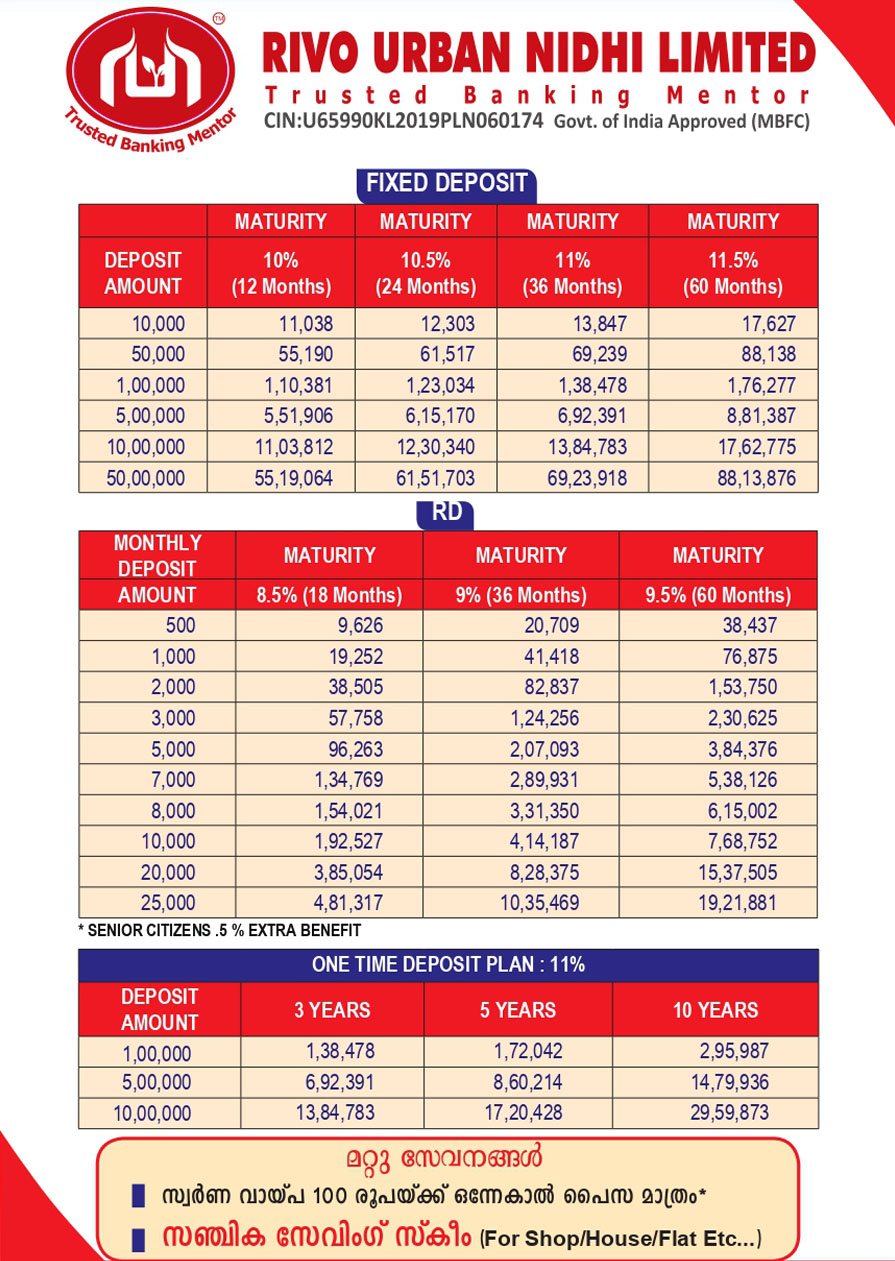 TM
Trusted Banking Mentor
RIVO URBAN NIDHI LIMITED
Trusted Banking Mentor
CIN:U65990KL2019PLN060174 Govt. of India Approved (MBFC)
FIXED DEPOSIT
MATURITY MATURITY MATURITY MATURITY
DEPOSIT AMOUNT 10% (12 Months) 10.5% (24 Months) 11% (36 Months) 11.5% (60 Months)
10,000 11,038 12,303 13,847 17,627
50,000 55,190 61,517 69,239 88,138
1,00,000 1,10,381 1,23,034 1,38,478 1,76,277
5,00,000 5,51,906 6,15,170 6,92,391 8,81,387
10,00,000 11,03,812 12,30,340 13,84,783 17,62,775
50,00,000 55,19,064 61,51,703 69,23,918 88,13,876
RD
MONTHLY DEPOSIT MATURITY MATURITY MATURITY
AMOUNT 8.5% (18 Months) 9% (36 Months) 9.5% (60 Months)
500 9,626 20,709 38,437
1,000 19,252 41,418 76,875
2,000 38,505 82,837 1,53,750
3,000 57,758 1,24,256 2,30,625
5,000 96,263 2,07,093 3,84,376
7,000 1,34,769 2,89,931 5,38,126
8,000 1,54,021 3,31,350 6,15,002
10,000 1,92,527 4,14,187 7,68,752
20,000 3,85,054 8,28,375 15,37,505
25,000 4,81,317 10,35,469 19,21,881
* SENIOR CITIZENS .5 % EXTRA BENEFIT
ONE TIME DEPOSIT PLAN : 11%
DEPOSIT AMOUNT 3 YEARS 5 YEARS 10 YEARS
1,00,000 1,38,478 1,72,042 2,95,987
5,00,000 6,92,391 8,60,214 14,79,936
10,00,000 13,84,783 17,20,428 29,59,873
മറ്റു സേവനങ്ങൾ
സ്വർണ വായ്പ 100 രൂപയ്ക്ക് ഒന്നേകാൽ പൈസ മാത്രം*
സഞ്ചിക സേവിംഗ് സ്കീം (For Shop/House/Flat Etc...)